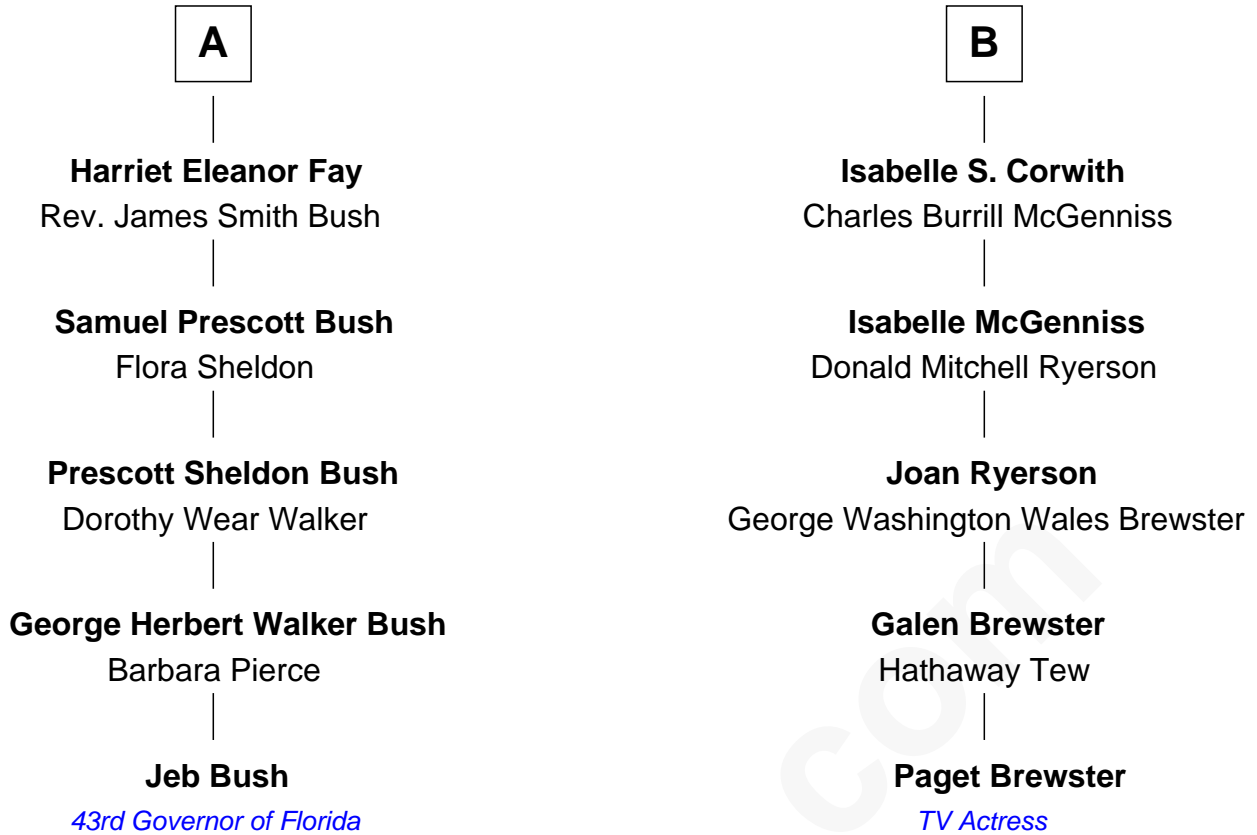 A
Harriet Eleanor Fay
Rev. James Smith Bush
Samuel Prescott Bush
Flora Sheldon
Prescott Sheldon Bush
Dorothy Wear Walker
George Herbert Walker Bush
Barbara Pierce
Jeb Bush
43rd Governor of Florida
B
Isabelle S. Corwith
Charles Burrill McGenniss
Isabelle McGenniss
Donald Mitchell Ryerson
Joan Ryerson
George Washington Wales Brewster
Galen Brewster
Hathaway Tew
Paget Brewster
TV Actress
com